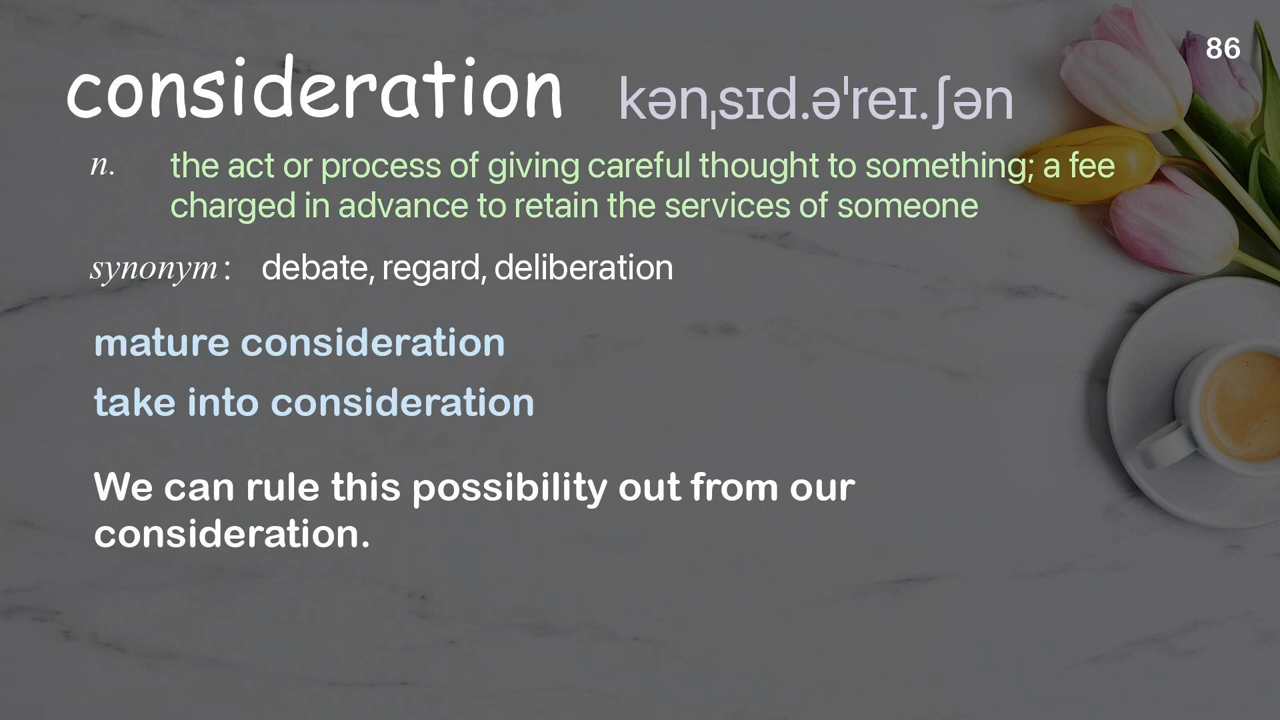 86
consideration kənˌsɪd.əˈreɪ.ʃən
n. the act or process of giving careful thought to something; a fee
charged in advance to retain the services of someone
synonym: debate, regard, deliberation
mature consideration
take into consideration
We can rule this possibility out from our
consideration.